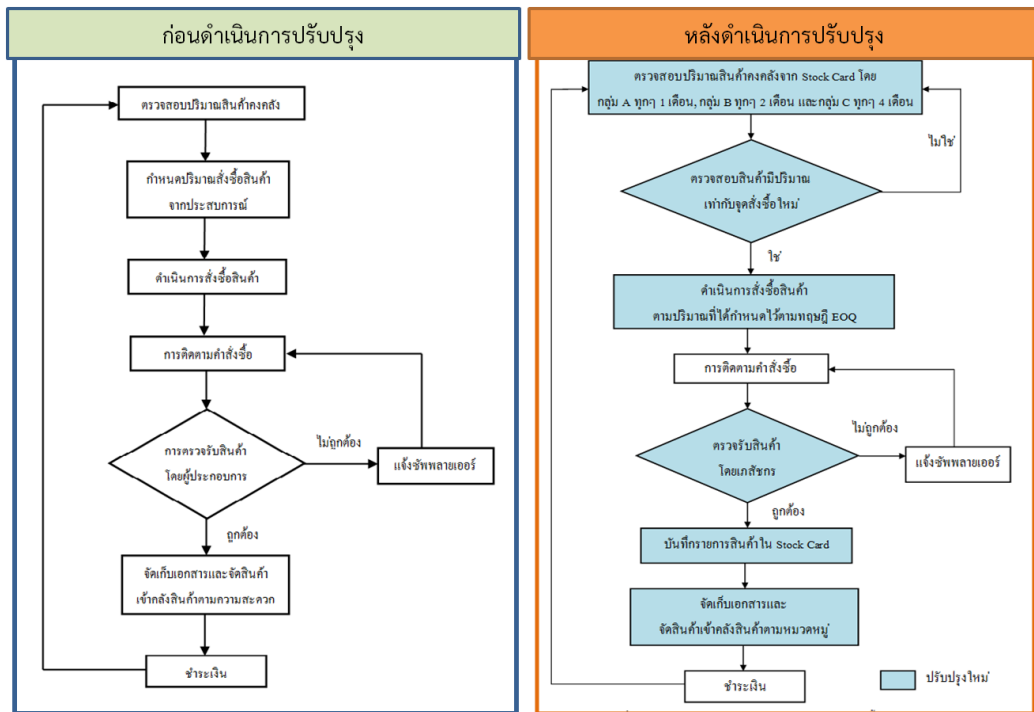 ก่อนดำเนินการปรับปรุง
ตรวจสอบปริมาณสินค้าคงคลัง
กำหนดปริมาณสั่งซื้อสินค้า
จากประสบการณ์
ดำเนินการสั่งซื้อสินค้า
การติดตามคำสั่งซื้อ
การตรวจรับสินค้า
โดยผู้ประกอบการ
ไม่ถูกต้อง
แจ้งซัพพลายเออร์
ถูกต้อง
จัดเก็บเอกสารและจัดสินค้า
เข้าคลังสินค้าตามความสะดวก
ชำระเงิน
หลังดำเนินการปรับปรุง
ตรวจสอบปริมาณสินค้าคงคลังจาก Stock Card โดย
กลุ่ม A ทุกๆ 1 เดือน, กลุ่ม B ทุกๆ 2 เดือน และกลุ่ม C ทุกๆ 4 เดือน
ไม่ใช่
ตรวจสอบสินค้ามีปริมาณ
เท่ากับจุดสั่งซื้อใหม่
ใช่
ดำเนินการสั่งซื้อสินค้า
ตามปริมาณที่ได้กำหนดไว้ตามทฤษฎี EOQ
การติดตามคำสั่งซื้อ
ตรวจรับสินค้า
โดยเภสัชกร
ไม่ถูกต้อง
แจ้งซัพพลายเออร์
ถูกต้อง
บันทึกรายการสินค้าใน Stock Card
จัดเก็บเอกสารและ
จัดสินค้าเข้าคลังสินค้าตามหมวดหมู่
ชำระเงิน
ปรับปรุงใหม่